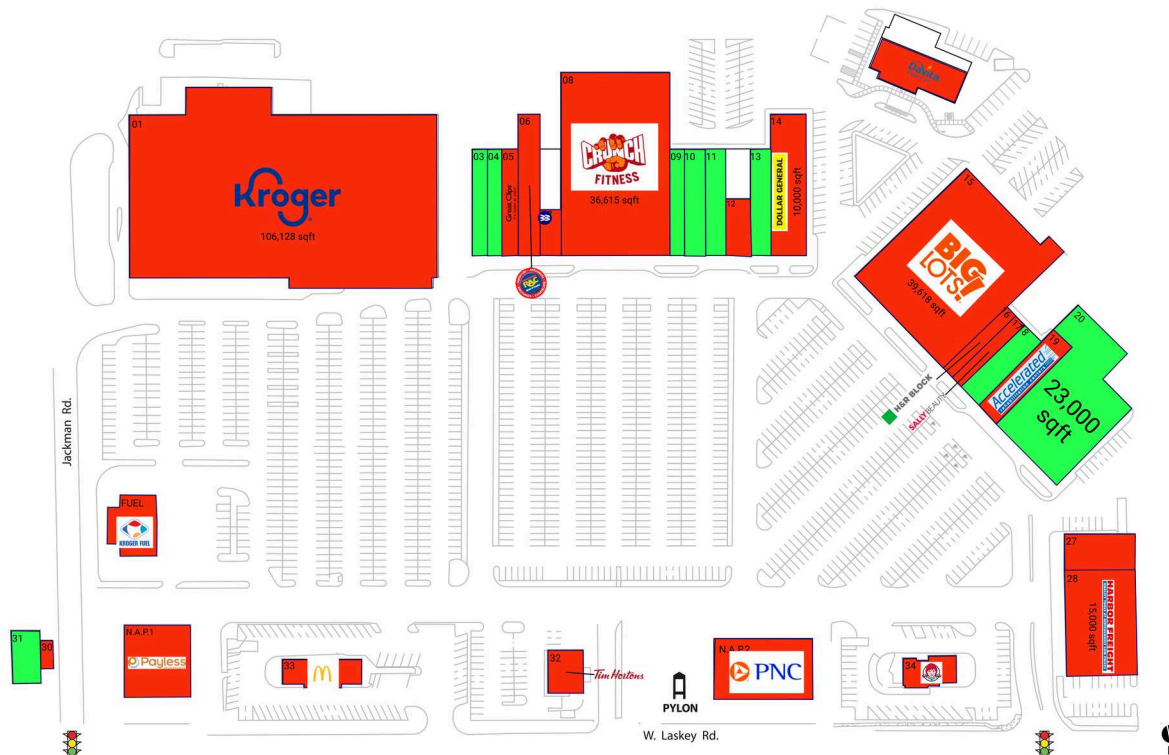 01
Kroger
106,128 sqft
03
04
05
Great Clips
06
RAC
08
CRUNCH
FITNESS
36,615 sqft
09
10
11
12
13
14
DOLLAR GENERAL
10,000 sqft
DaVita
15
BIG
LOTS!
39,618 sqft
16
17
18
19
Accelerated
20
23,000
sqft
H&R BLOCK
SALLY BEAUTY
Jackman Rd.
FUEL
KROGER FUEL
27
28
HARBOR FREIGHT
15,000 sqft
31
30
N.A.P.1
Payless
33
32
Tim Hortons
PYLON
N.A.P.2
PNC
34
W. Laskey Rd.